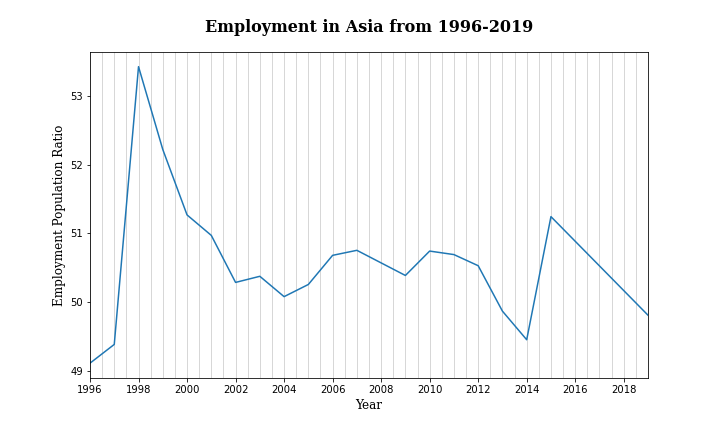 Employment in Asia from 1996-2019
Employment Population Ratio
53
52
51
50
49
1996 1998 2000 2002 2004 2006 2008 2010 2012 2014 2016 2018
Year